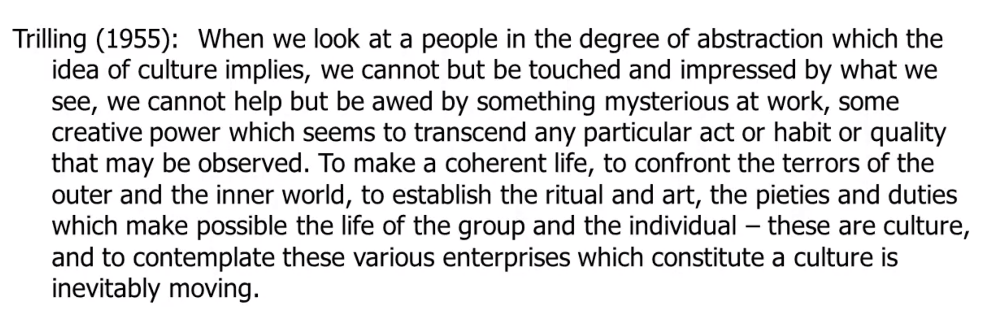 Trilling (1955):  When we look at a people in the degree of abstraction which the
idea of culture implies, we cannot but be touched and impressed by what we
see, we cannot help but be awed by something mysterious at work, some
creative power which seems to transcend any particular act or habit or quality
that may be observed. To make a coherent life, to confront the terrors of the
outer and the inner world, to establish the ritual and art, the pieties and duties
which make possible the life of the group and the individual – these are culture,
and to contemplate these various enterprises which constitute a culture is
inevitably moving.